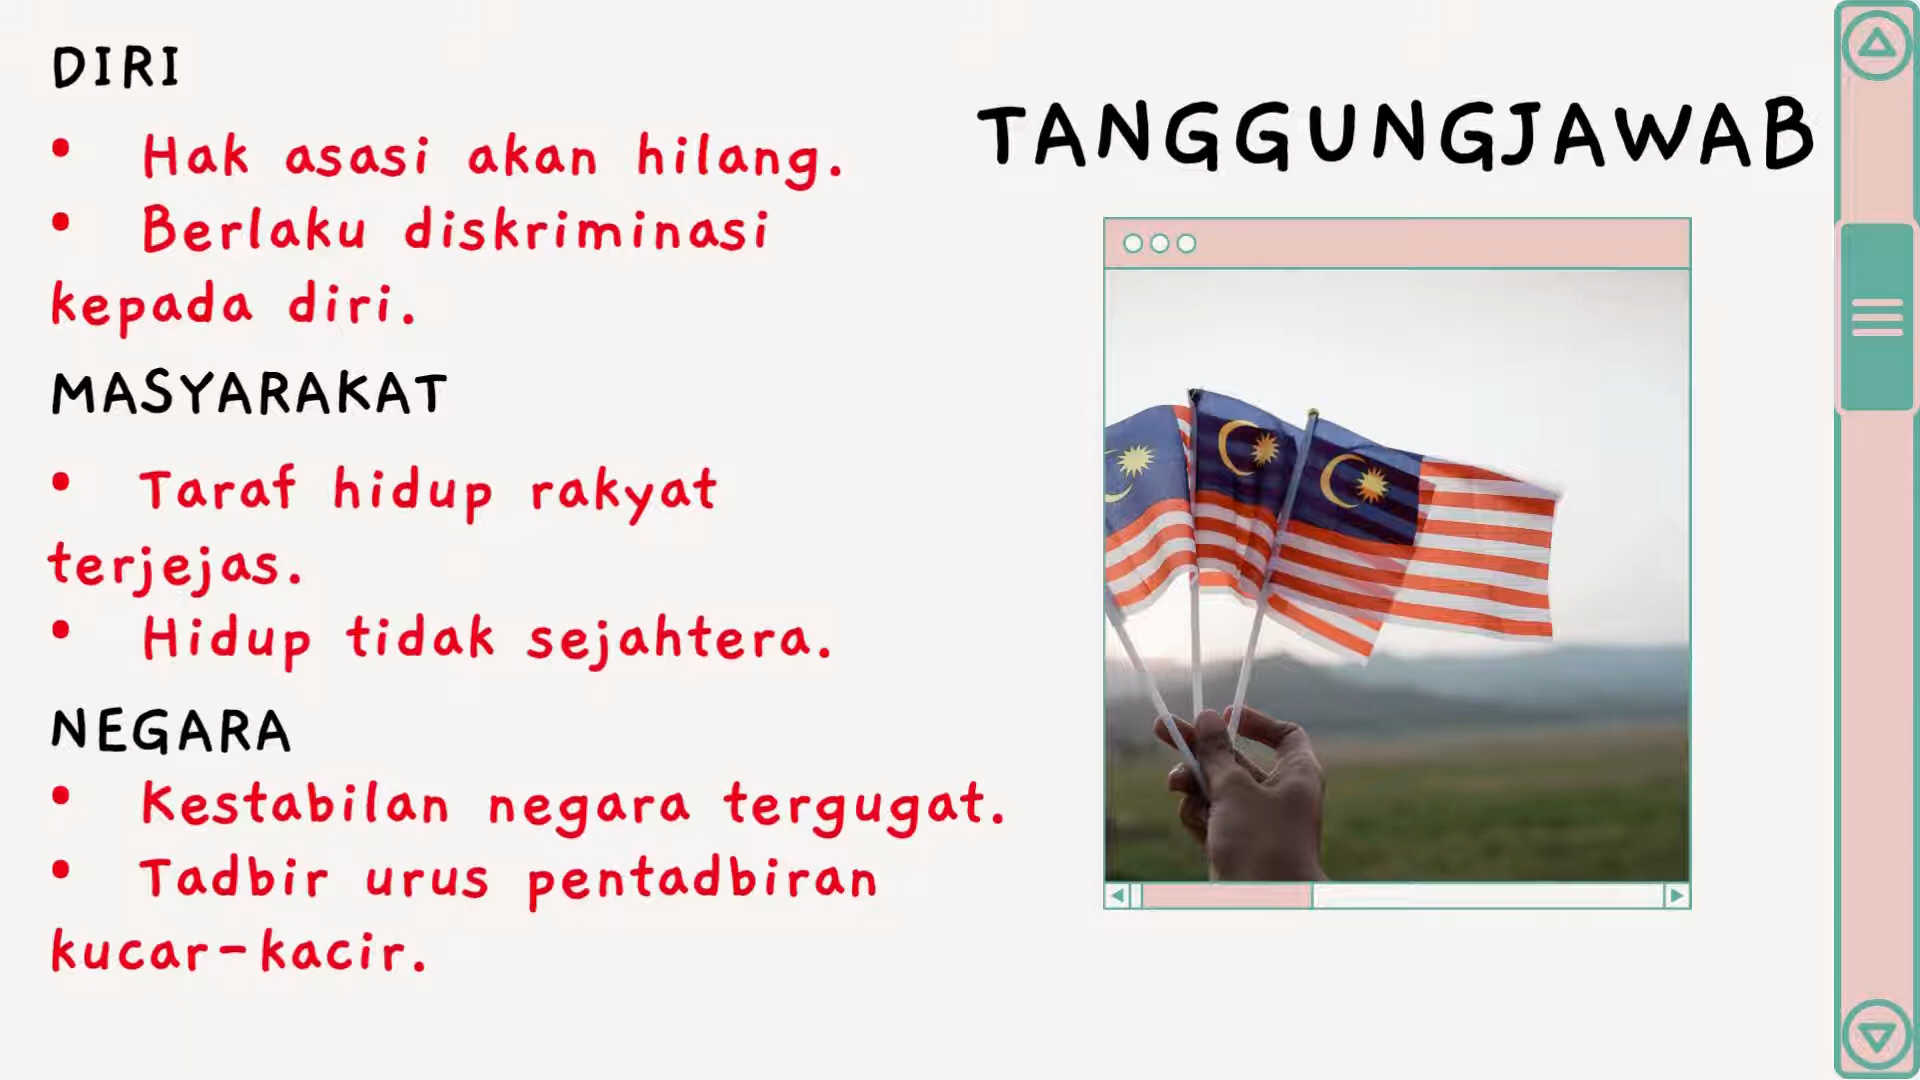 DIRI
• Hak asasi akan hilang.
• Berlaku diskriminasi
kepada diri.
MASYARAKAT
• Taraf hidup rakyat
terjejas.
• Hidup tidak sejahtera.
NEGARA
• Kestabilan negara tergugat.
• Tadbir urus pentadbiran
kucar-kacir.
TANGGUNGJAWAB